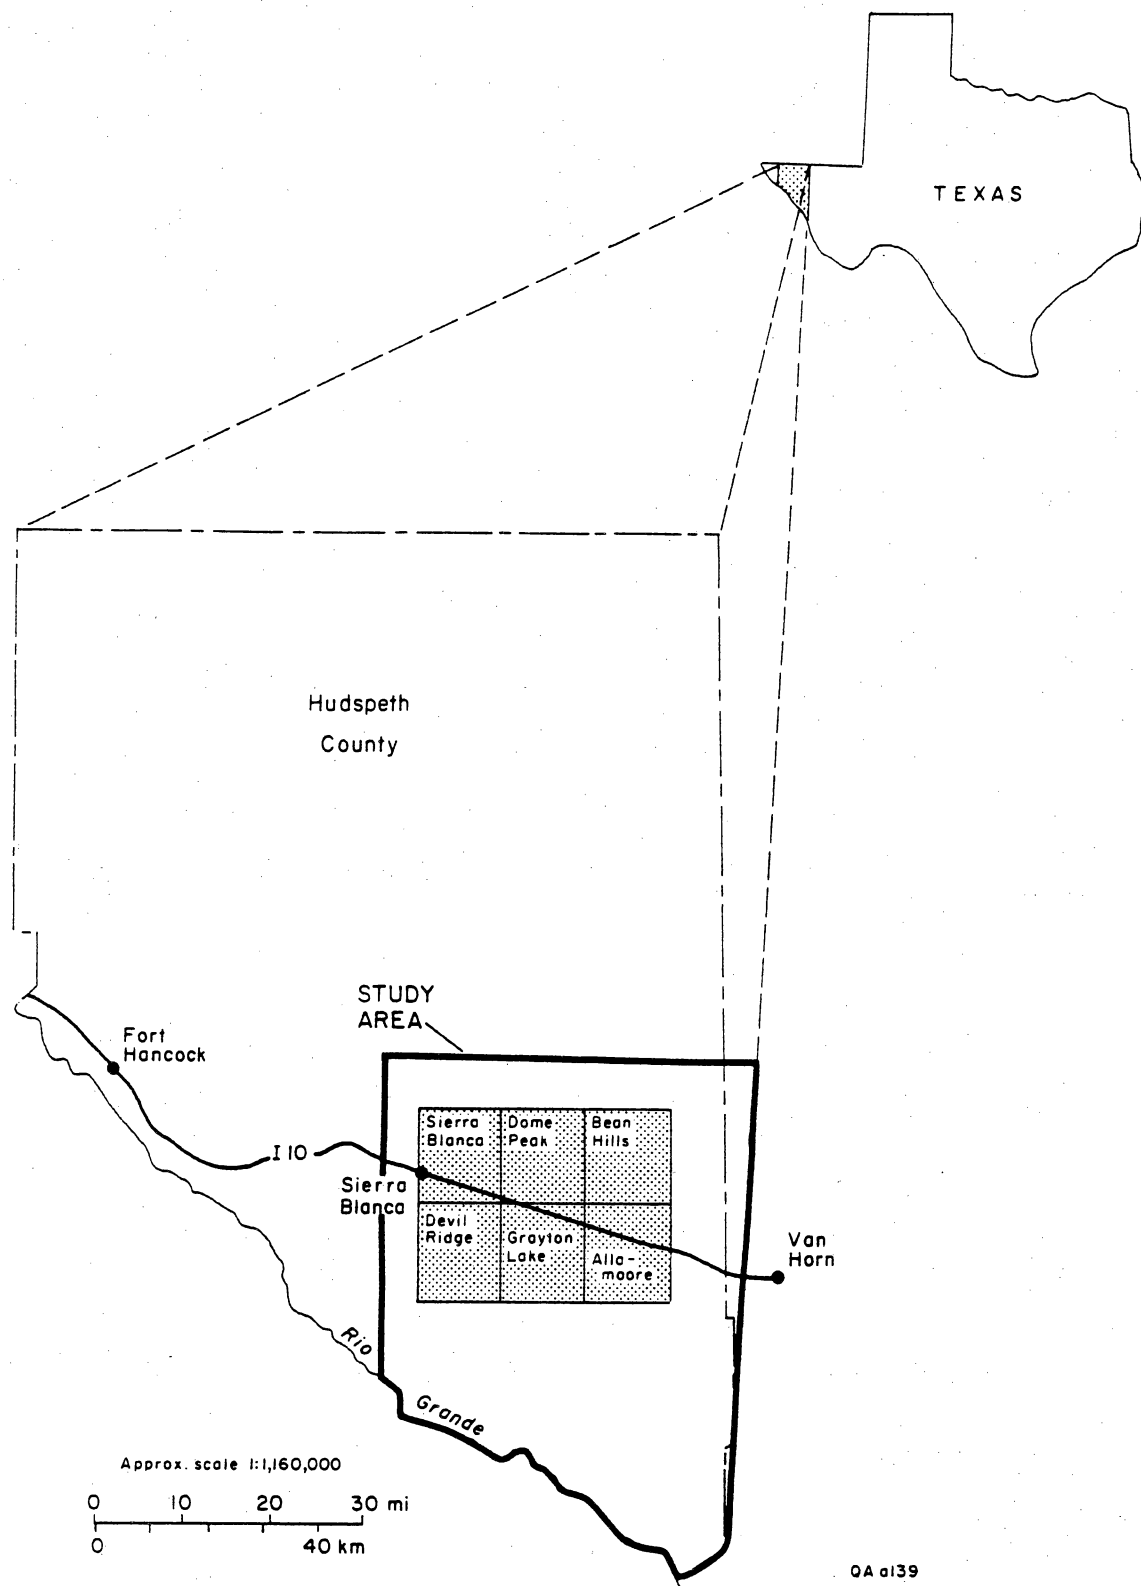 TEXAS
Hudspeth
County
STUDY
AREA
Fort
Hancock
I 10
Sierra
Blanca
Dome
Peak
Bean
Hills
Sierra
Blanca
Devil
Ridge
Grayton
Lake
Alla-
moore
Van
Horn
Rio
Grande
Approx. scale 1:1,160,000
0 10 20 30 mi
0 40 km
QA a139